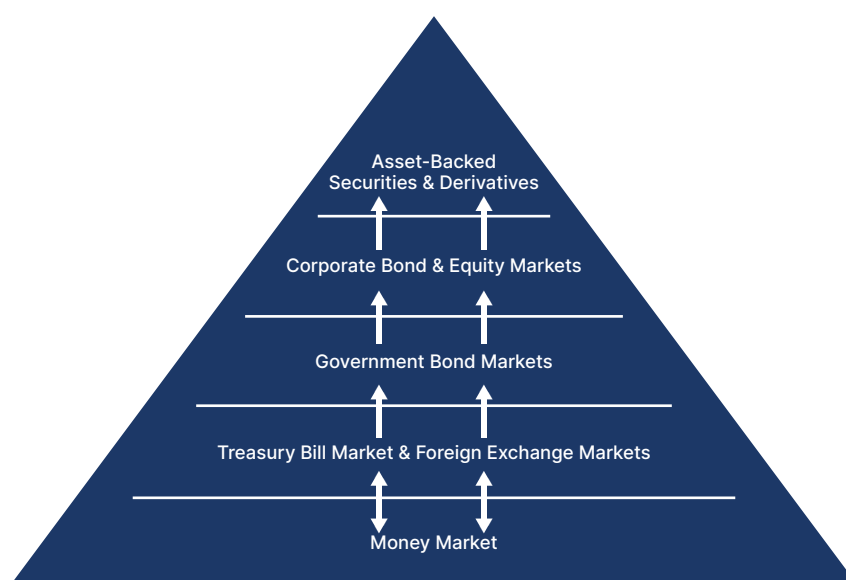 Asset-Backed
Securities & Derivatives
Corporate Bond & Equity Markets
Government Bond Markets
Treasury Bill Market & Foreign Exchange Markets
Money Market